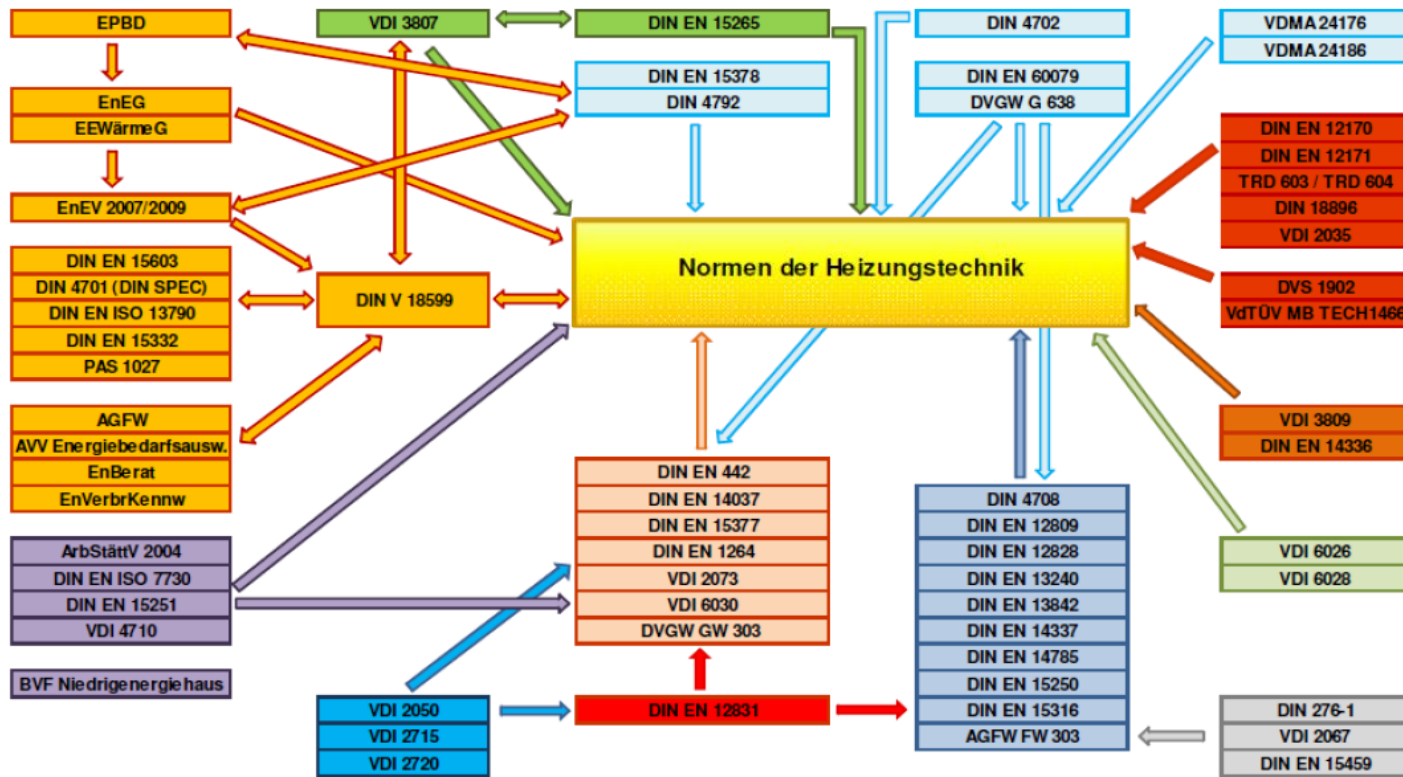 EPBD
VDI 3807
DIN EN 15265
DIN 4702
VDMA 24176
VDMA 24186
DIN EN 15378
DIN 4792
DIN EN 60079
DVGW G 638
EnEG
EEWärmeG
DIN EN 12170
DIN EN 12171
TRD 603 / TRD 604
DIN 18896
VDI 2035
EnEV 2007/2009
Normen der Heizungstechnik
DIN EN 15603
DIN 4701 (DIN SPEC)
DIN EN ISO 13790
DIN EN 15332
PAS 1027
DIN V 18599
DVS 1902
VdTÜV MB TECH1466
AGFW
AVV Energiebedarfsausw.
EnBerat
EnVerbrKennw
VDI 3809
DIN EN 14336
DIN EN 442
DIN EN 14037
DIN EN 15377
DIN EN 1264
VDI 2073
VDI 6030
DVGW GW 303
DIN 4708
DIN EN 12809
DIN EN 12828
DIN EN 13240
DIN EN 13842
DIN EN 14337
DIN EN 14785
DIN EN 15250
DIN EN 15316
AGFW FW 303
VDI 6026
VDI 6028
ArbStättV 2004
DIN EN ISO 7730
DIN EN 15251
VDI 4710
BVF Niedrigenergiehaus
VDI 2050
VDI 2715
VDI 2720
DIN EN 12831
DIN 276-1
VDI 2067
DIN EN 15459